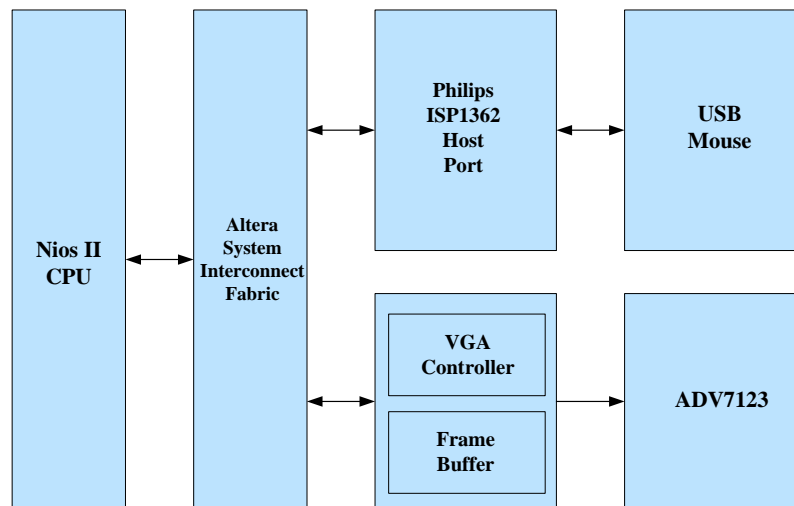 Nios II
CPU
Altera
System
Interconnect
Fabric
Philips
ISP1362
Host
Port
USB
Mouse
VGA
Controller
Frame
Buffer
ADV7123